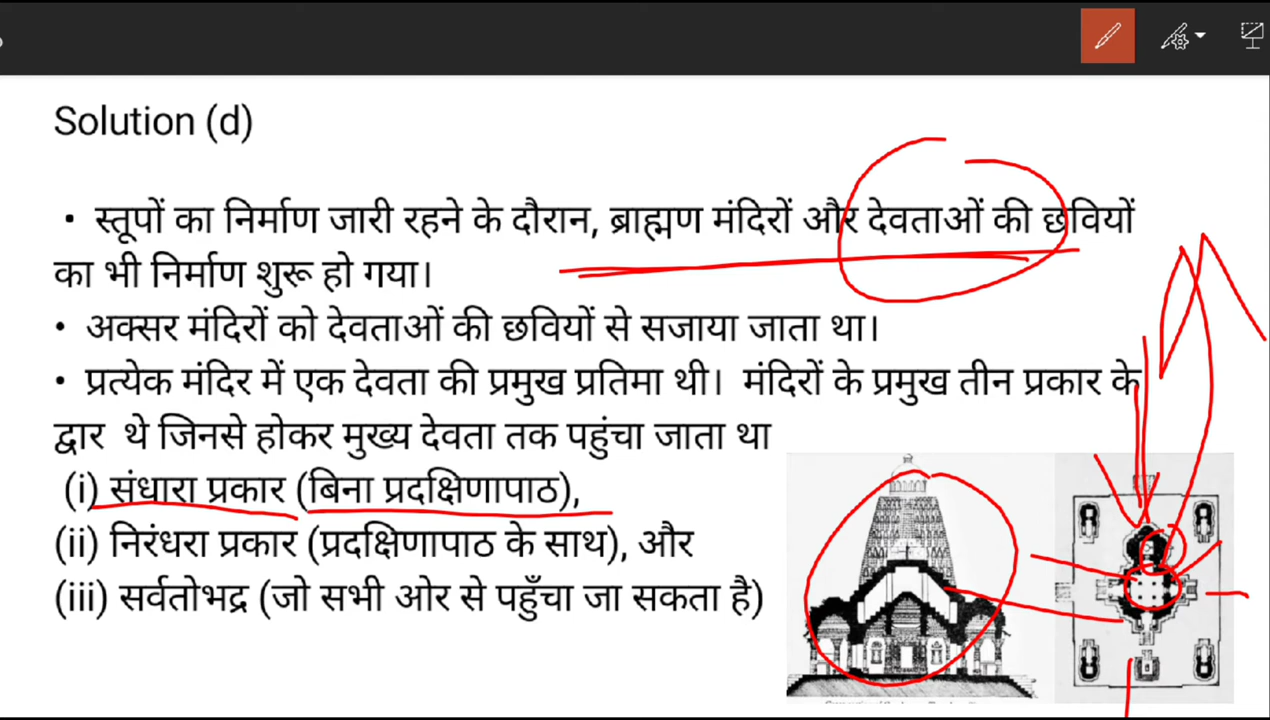 Solution (d)
• स्तूपों का निर्माण जारी रहने के दौरान, ब्राह्मण मंदिरों और देवताओं की छवियों
का भी निर्माण शुरू हो गया।
• अक्सर मंदिरों को देवताओं की छवियों से सजाया जाता था।
• प्रत्येक मंदिर में एक देवता की प्रमुख प्रतिमा थी। मंदिरों के प्रमुख तीन प्रकार के
द्वार थे जिनसे होकर मुख्य देवता तक पहुंचा जाता था
(i) संधारा प्रकार (बिना प्रदक्षिणापाठ),
(ii) निरंधरा प्रकार (प्रदक्षिणापाठ के साथ), और
(iii) सर्वतोभद्र (जो सभी ओर से पहुँचा जा सकता है)